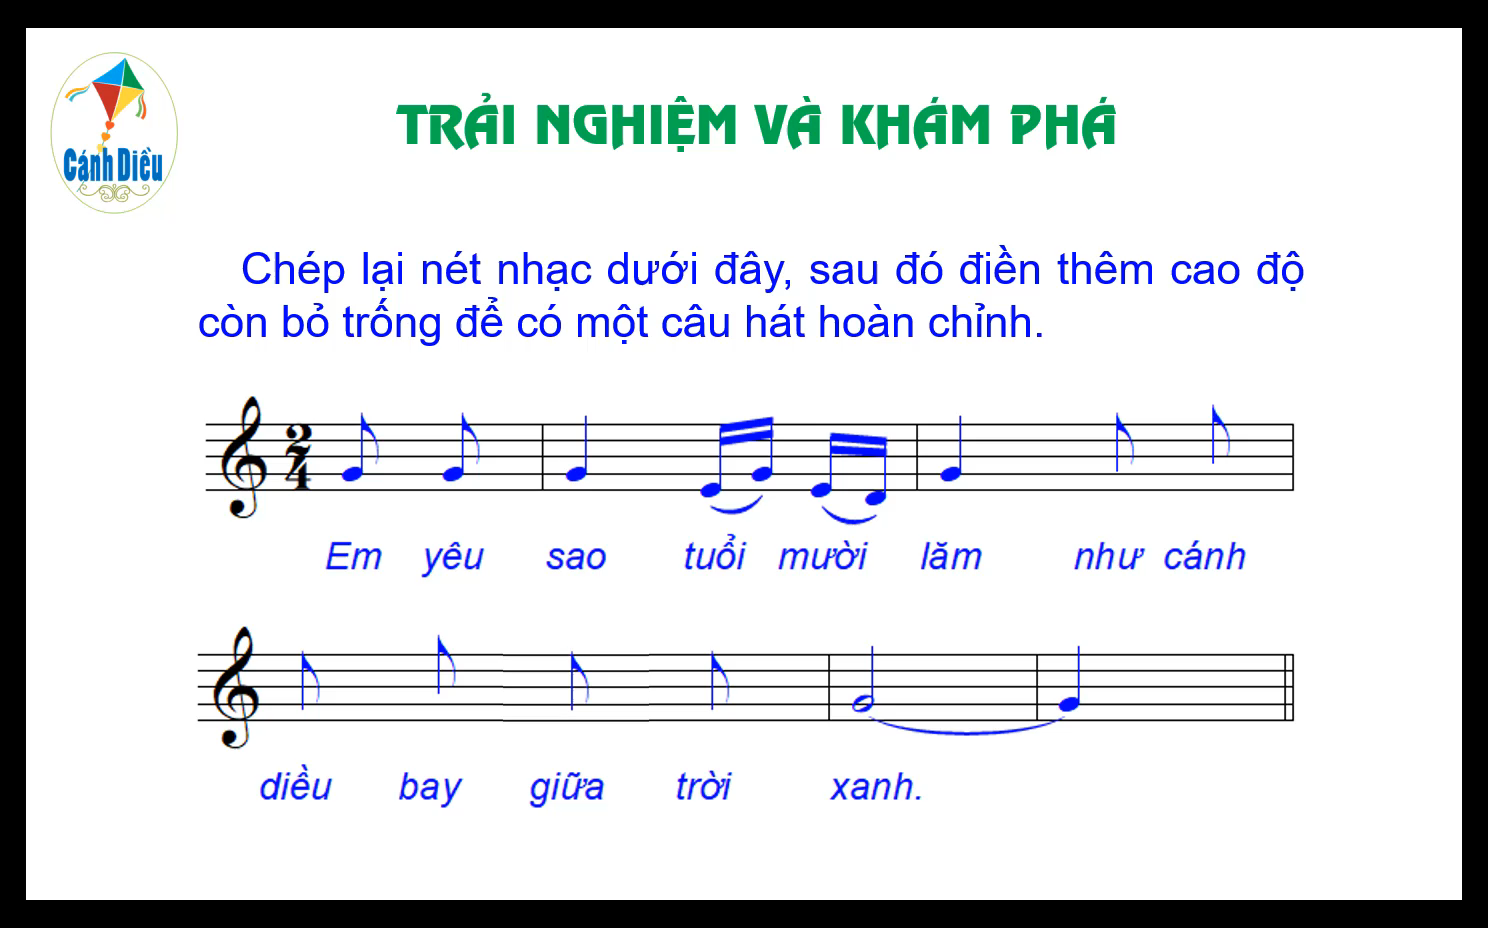 Cánh Diều
TRẢI NGHIỆM VÀ KHÁM PHÁ
Chép lại nét nhạc dưới đây, sau đó điền thêm cao độ
còn bỏ trống để có một câu hát hoàn chỉnh.
2
4
Em yêu sao tuổi mười lăm như cánh
diều bay giữa trời xanh.